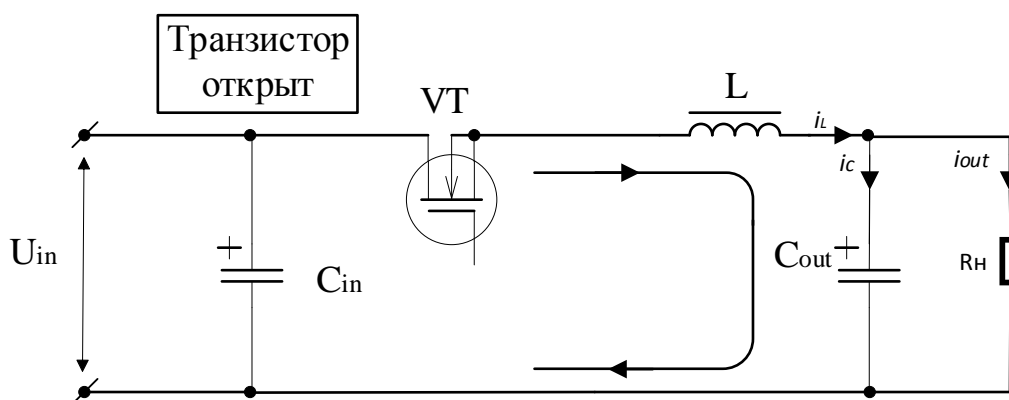 Транзистор
открыт
VT
L
iL
ic
iout
Uin
+
Cin
Cout
+
RН